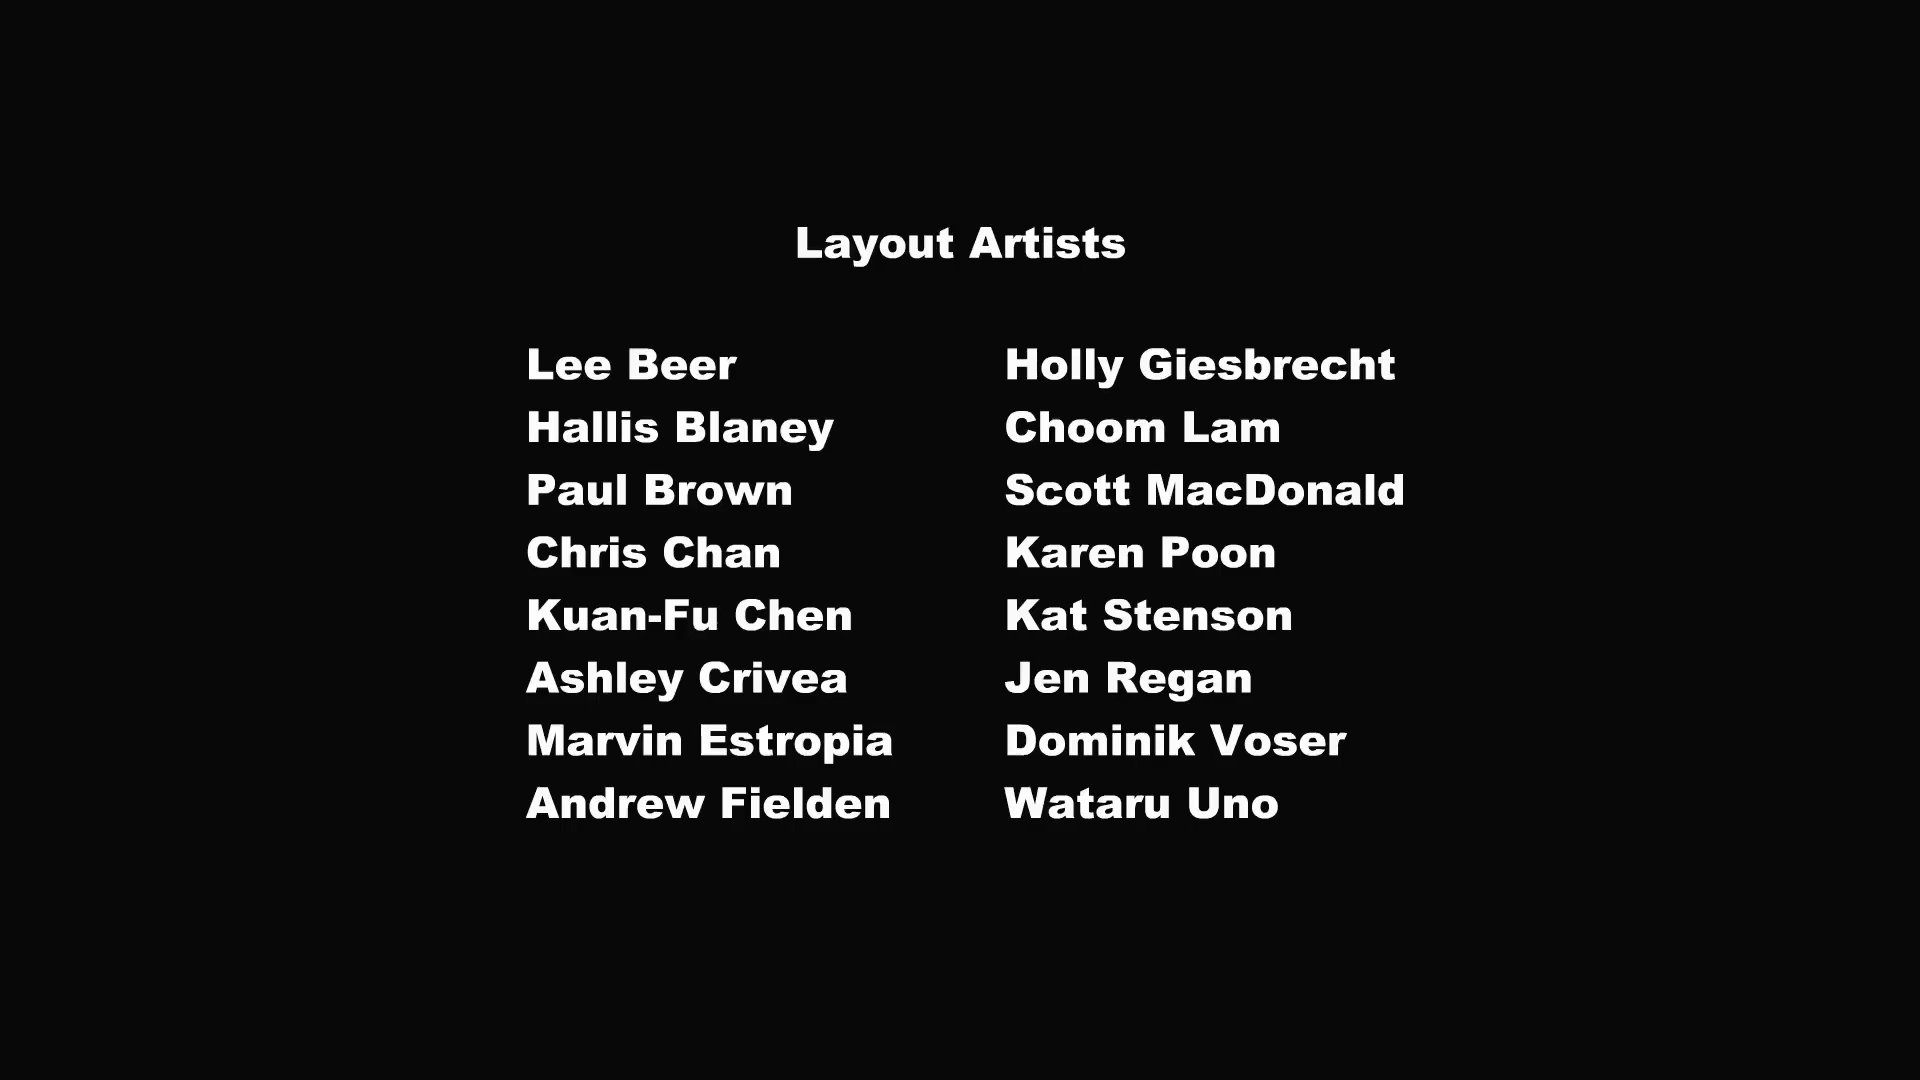 Layout Artists
Lee Beer
Hallis Blaney
Paul Brown
Chris Chan
Kuan-Fu Chen
Ashley Crivea
Marvin Estropia
Andrew Fielden
Holly Giesbrecht
Choom Lam
Scott MacDonald
Karen Poon
Kat Stenson
Jen Regan
Dominik Voser
Wataru Uno